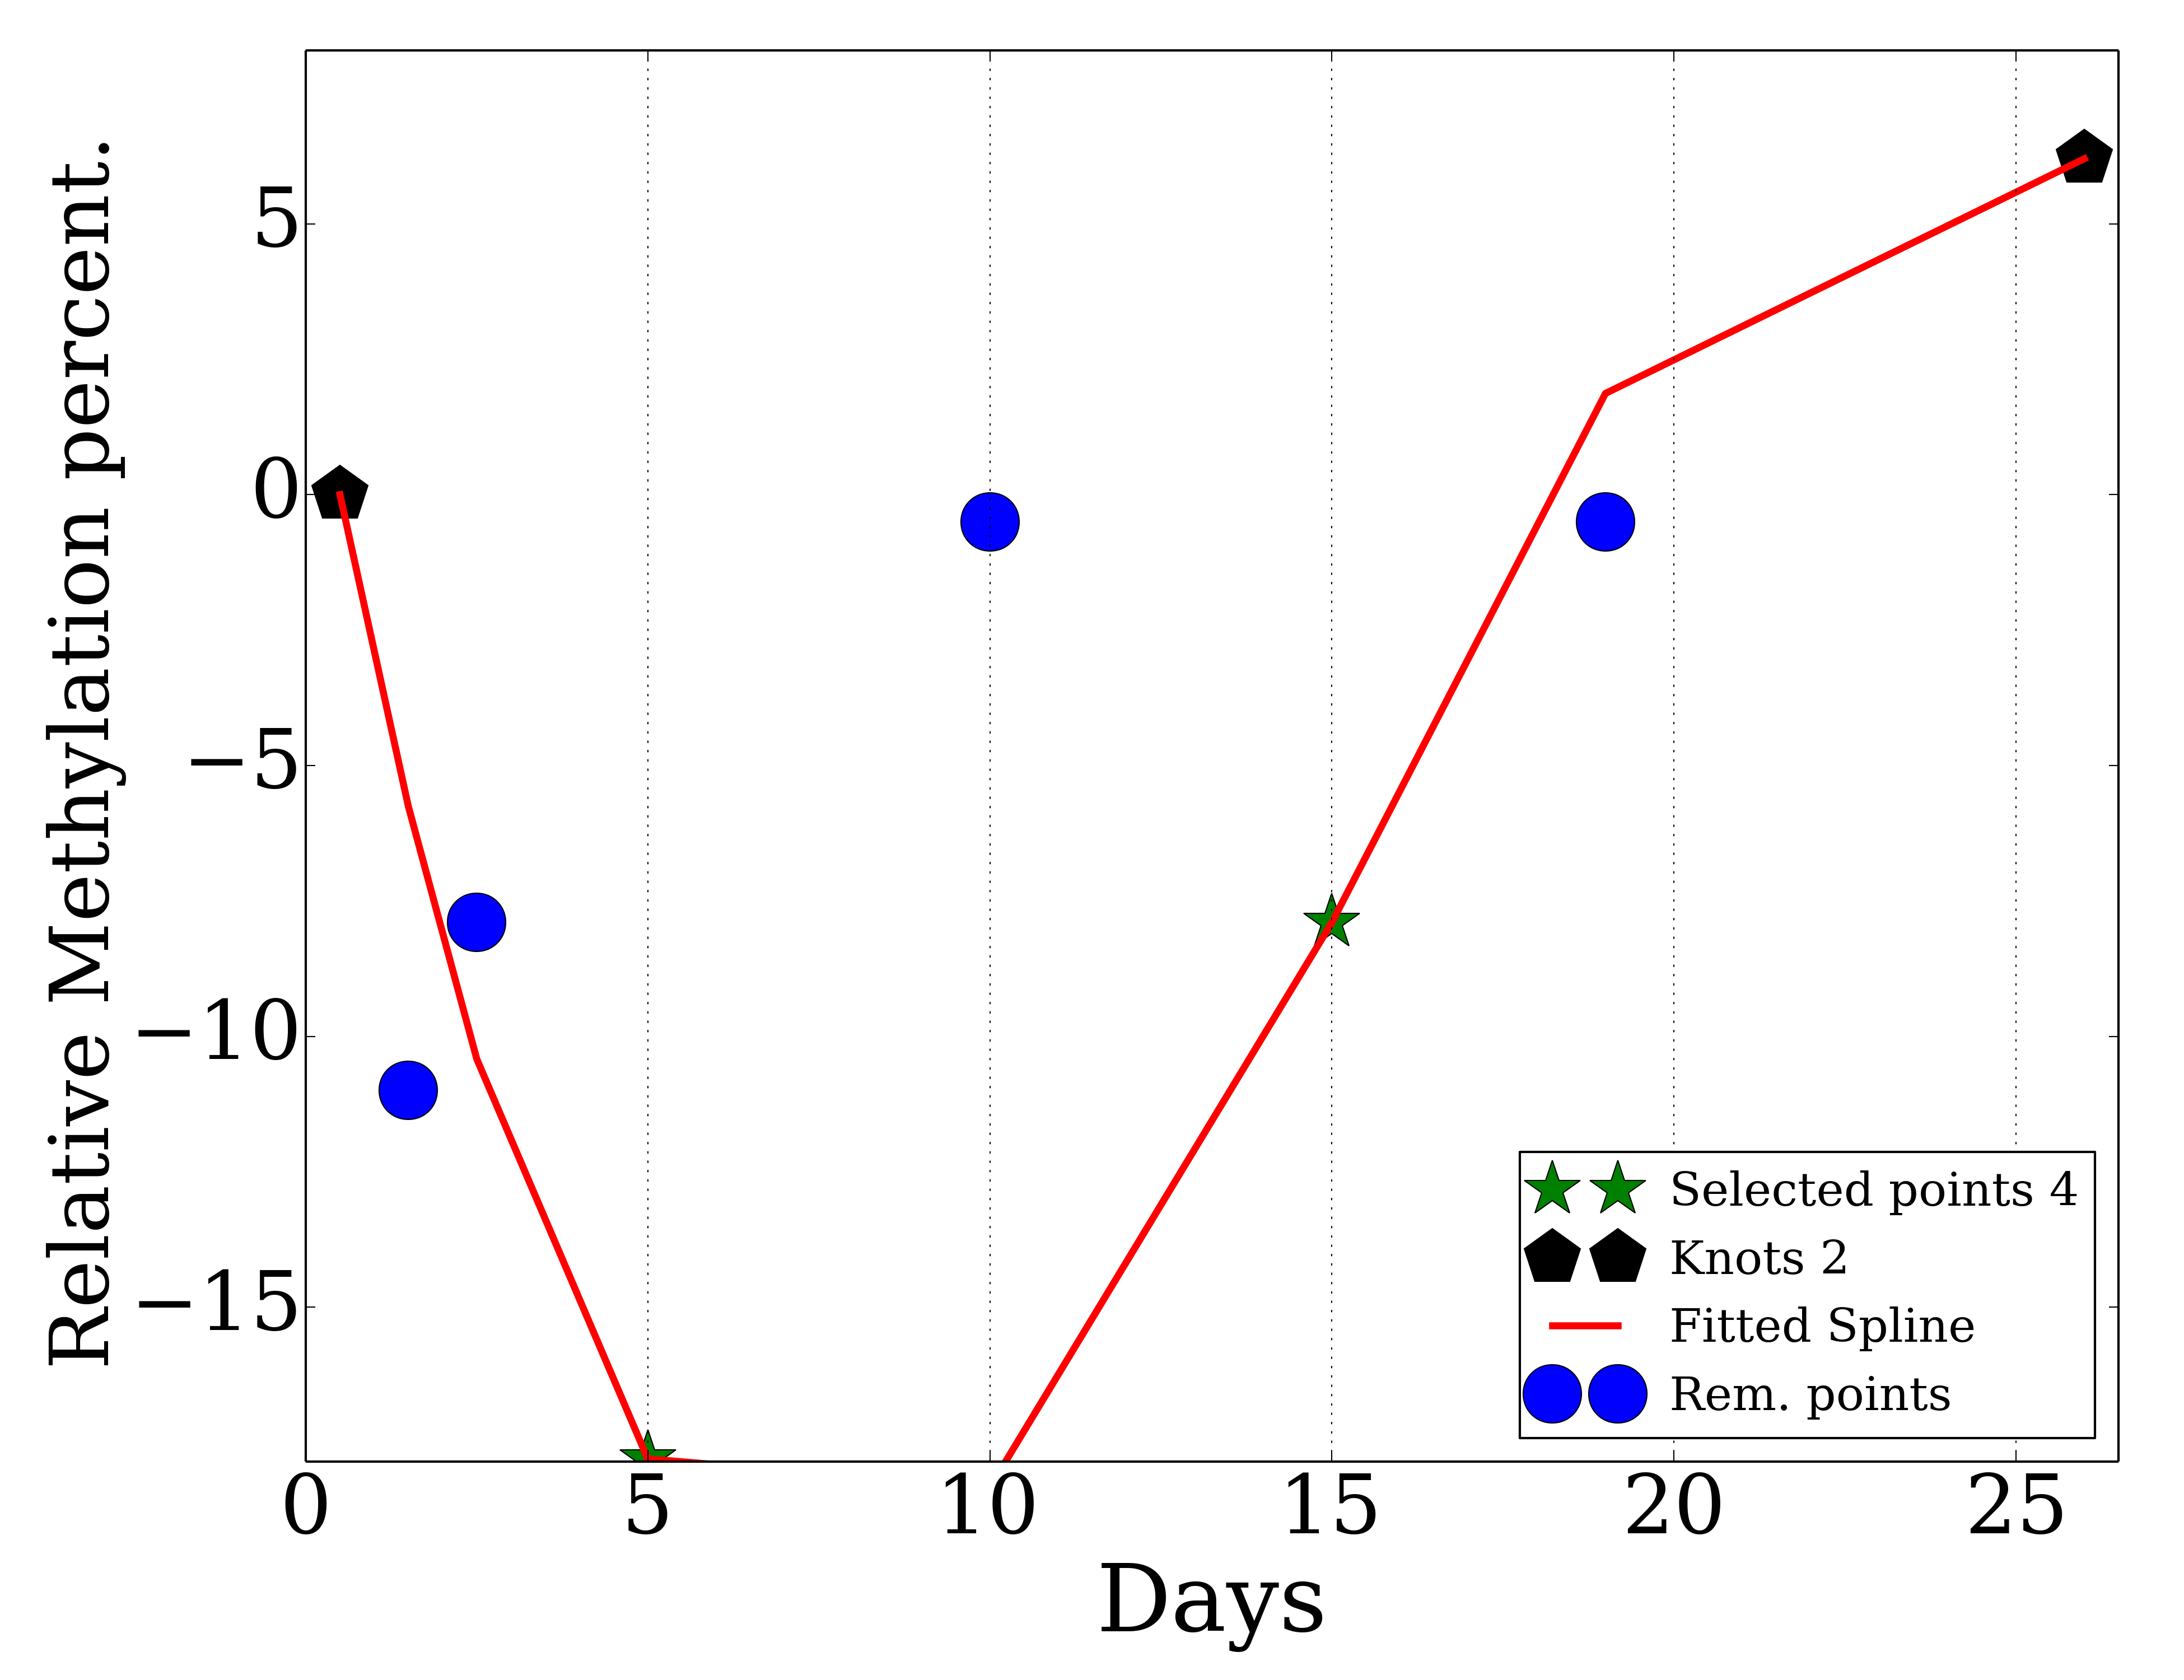 Relative Methylation percent.
5
0
−5
−10
−15
0 5 10 15 20 25
Days
Selected points 4
Knots 2
Fitted Spline
Rem. points